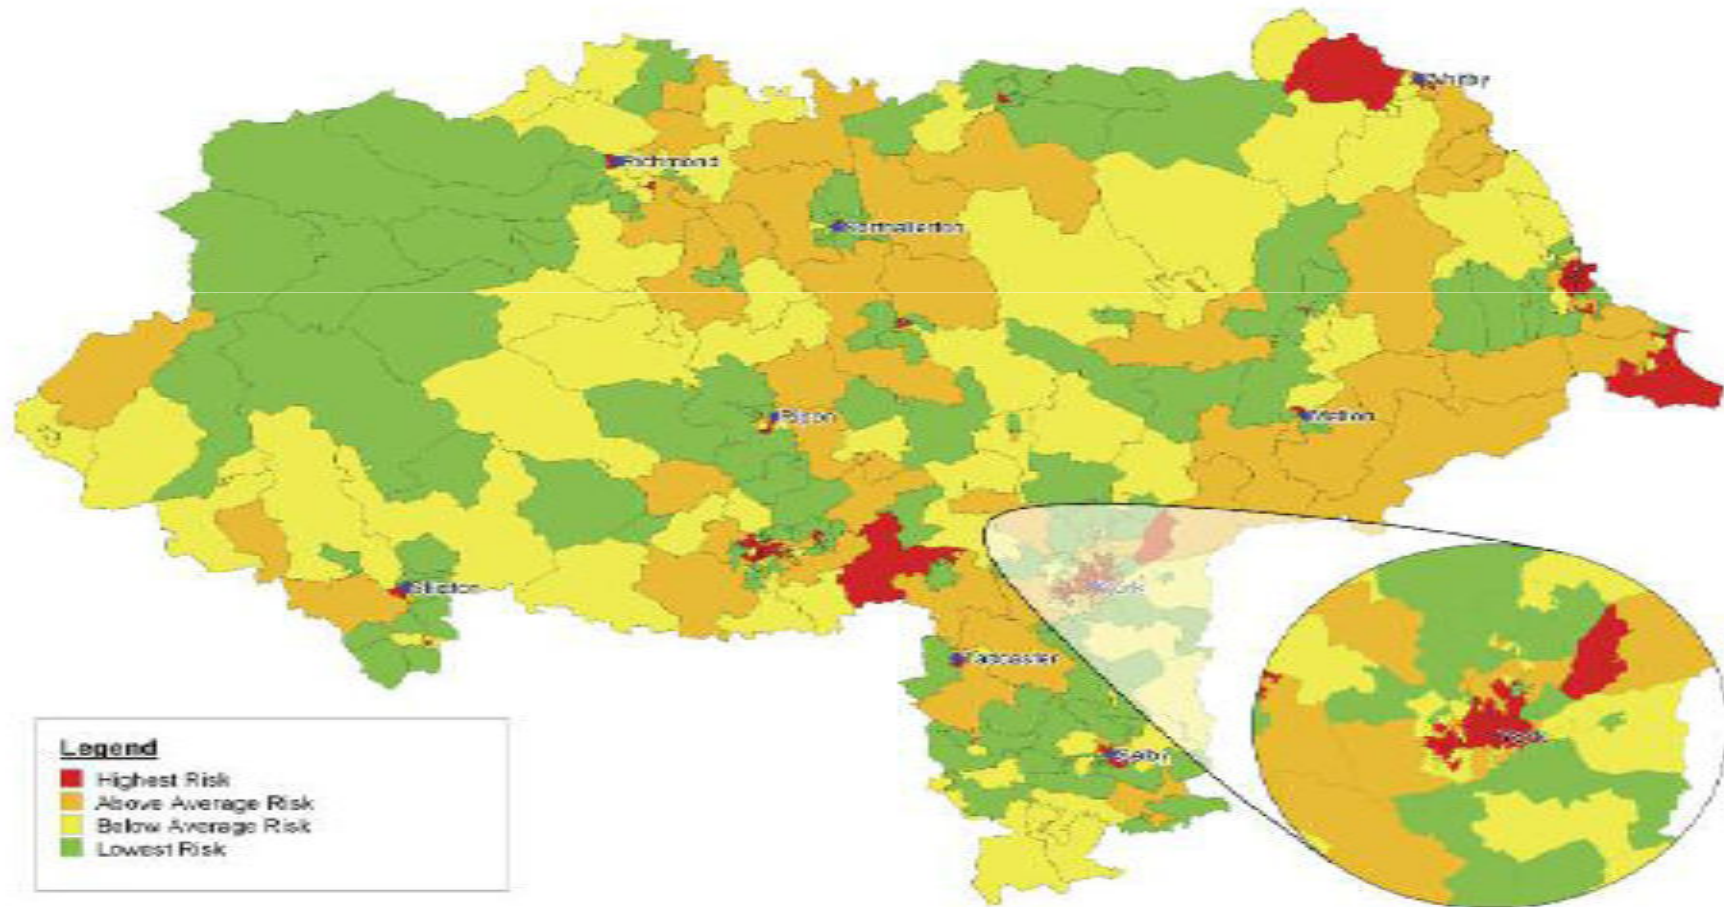 Whitby
Richmond
Northallerton
Ripon
Malton
Skipton
York
Tadcaster
Selby
York
Legend
Highest Risk
Above Average Risk
Below Average Risk
Lowest Risk